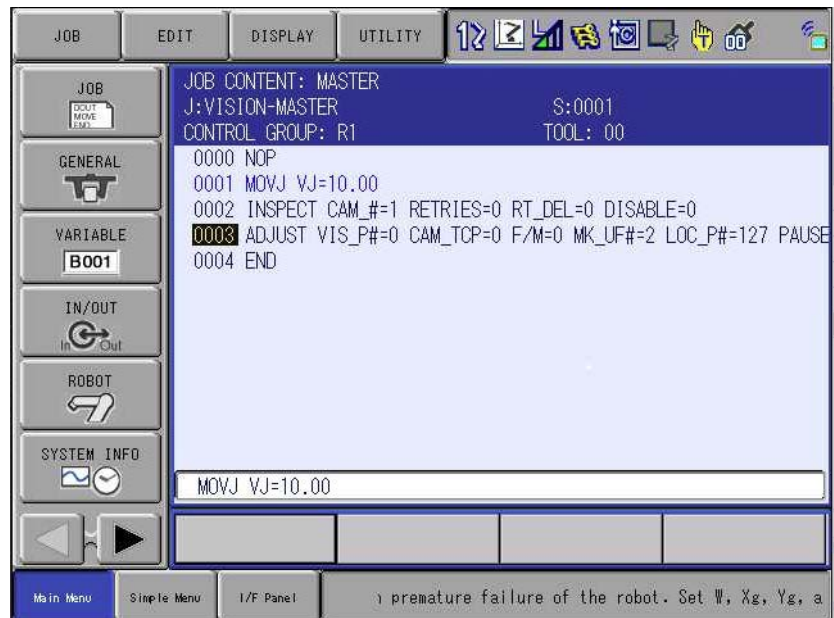 JOB EDIT DISPLAY UTILITY
JOB
DOUT
MOVE
END
GENERAL
VARIABLE
B001
IN/OUT
In Out
ROBOT
SYSTEM INFO
JOB CONTENT: MASTER
J:VISION-MASTER S:0001
CONTROL GROUP: R1 TOOL: 00
0000 NOP
0001 MOVJ VJ=10.00
0002 INSPECT CAM_#=1 RETRIES=0 RT_DEL=0 DISABLE=0
0003 ADJUST VIS_P#=0 CAM_TCP=0 F/M=0 MK_UF#=2 LOC_P#=127 PAUSE
0004 END
MOVJ VJ=10.00
Main Menu Simple Menu I/F Panel premature failure of the robot. Set W, Xg, Yg, a